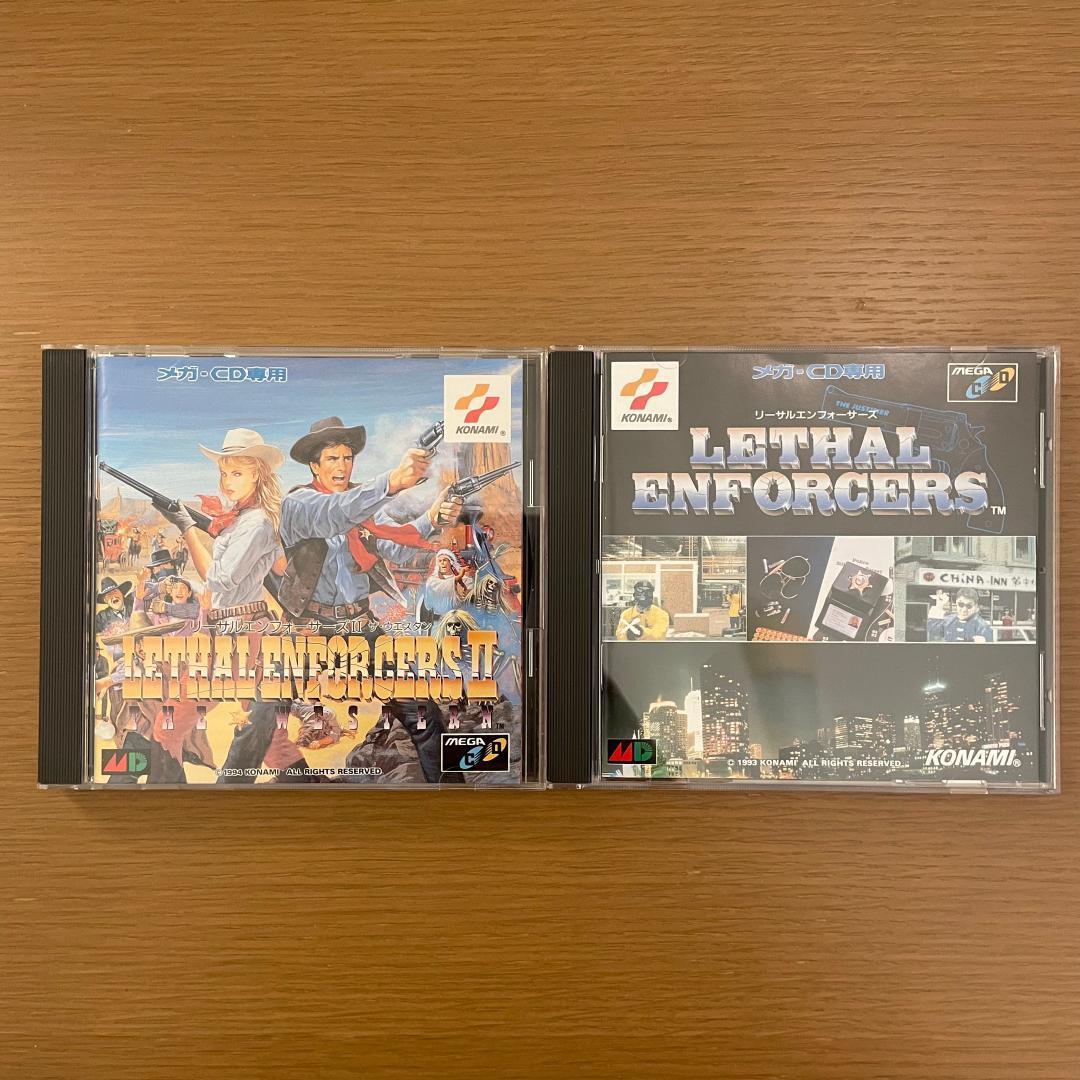 メガ・CD専用
KONAMI®
リーサルエンフォーサーズII ザ・ウエスタン
LETHAL ENFORCERS II
THE WESTERN™
MEGA CD
MD
©1994 KONAMI ALL RIGHTS RESERVED
メガ・CD専用
KONAMI®
MEGA CD
THE JUSTIFIER
リーサルエンフォーサーズ
LETHAL
ENFORCERS™
CHINA-INN
MD
© 1993 KONAMI ALL RIGHTS RESERVED
KONAMI®